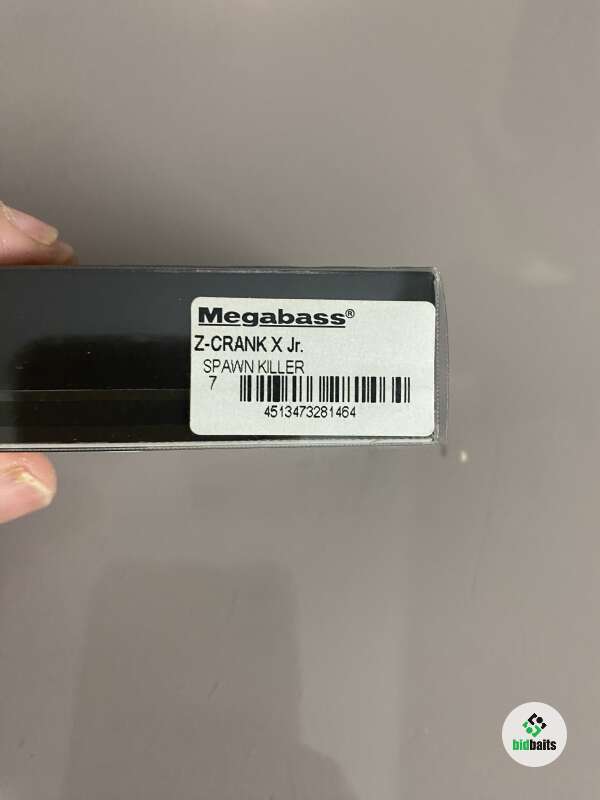 Megabass®
Z-CRANK X Jr.
SPAWN KILLER
7
4513473281464
bidbaits